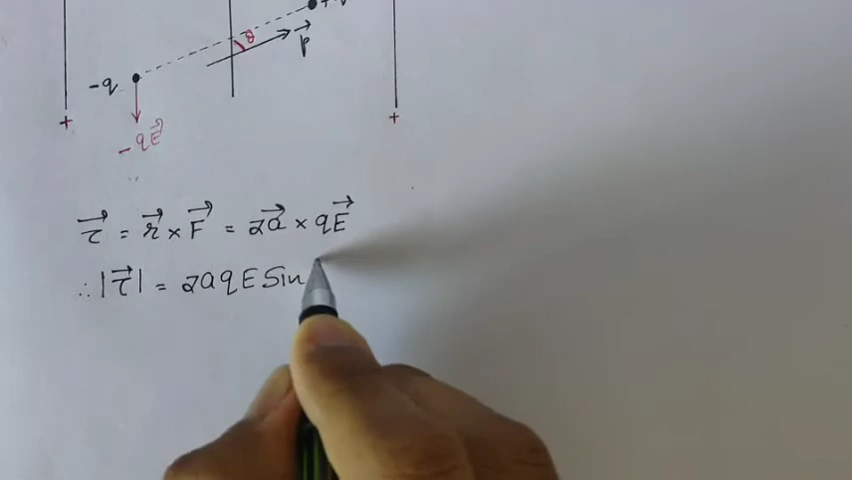 θ
p⃗
-q
+
+
-qE⃗
τ⃗ = r⃗ × F⃗ = 2a⃗ × qE⃗
∴ |τ⃗| = 2aqE Sin